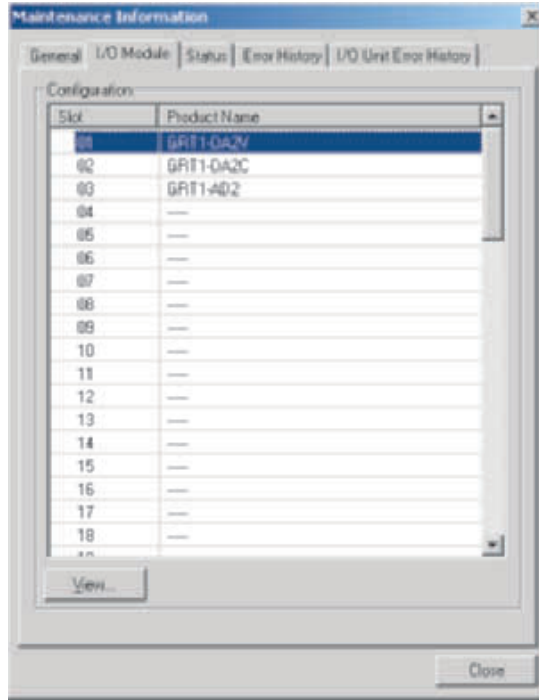 Maintenance Information
General I/O Module Status Error History I/O Unit Error History
Configuration
Slot Product Name
01 GRT1-DA2V
02 GRT1-DA2C
03 GRT1-AD2
04 ----
05 ----
06 ----
07 ----
08 ----
09 ----
10 ----
11 ----
12 ----
13 ----
14 ----
15 ----
16 ----
17 ----
18 ----
View...
Close